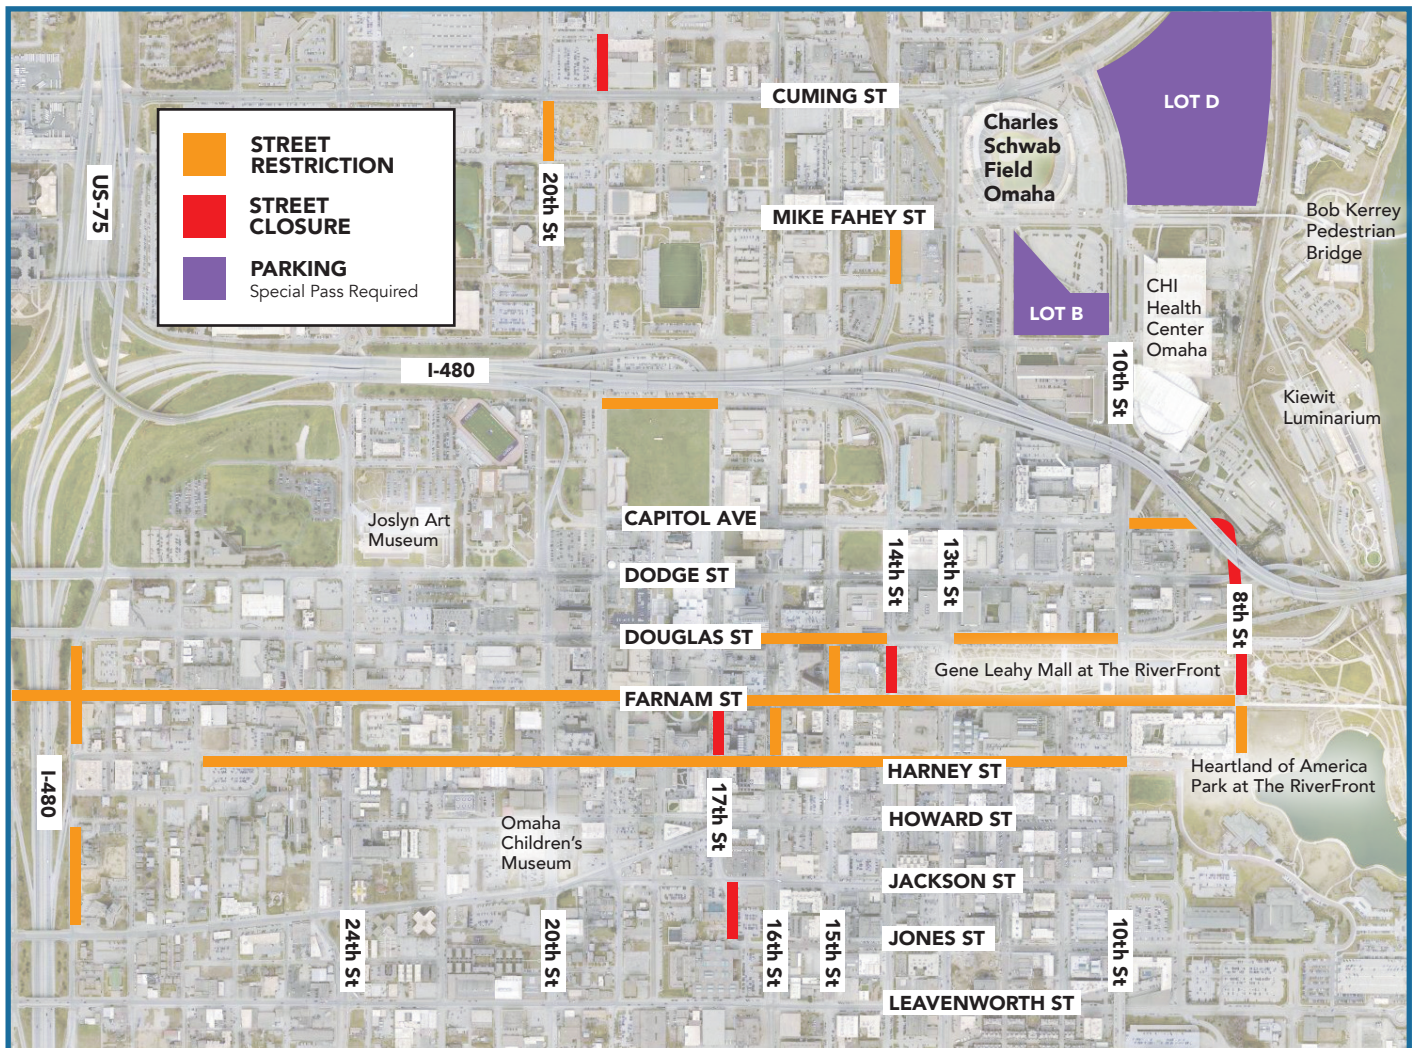 CUMING ST
LOT D
Charles
Schwab
Field
Omaha
STREET
RESTRICTION
STREET
CLOSURE
PARKING
Special Pass Required
US-75
20th St
MIKE FAHEY ST
Bob Kerrey
Pedestrian
Bridge
CHI
Health
Center
Omaha
LOT B
I-480
10th St
Kiewit
Luminarium
Joslyn Art
Museum
CAPITOL AVE
14th St
13th St
DODGE ST
8th St
DOUGLAS ST
Gene Leahy Mall at The RiverFront
FARNAM ST
I-480
HARNEY ST
Heartland of America
Park at The RiverFront
17th St
Omaha
Children's
Museum
HOWARD ST
JACKSON ST
24th St
20th St
16th St
15th St
JONES ST
10th St
LEAVENWORTH ST